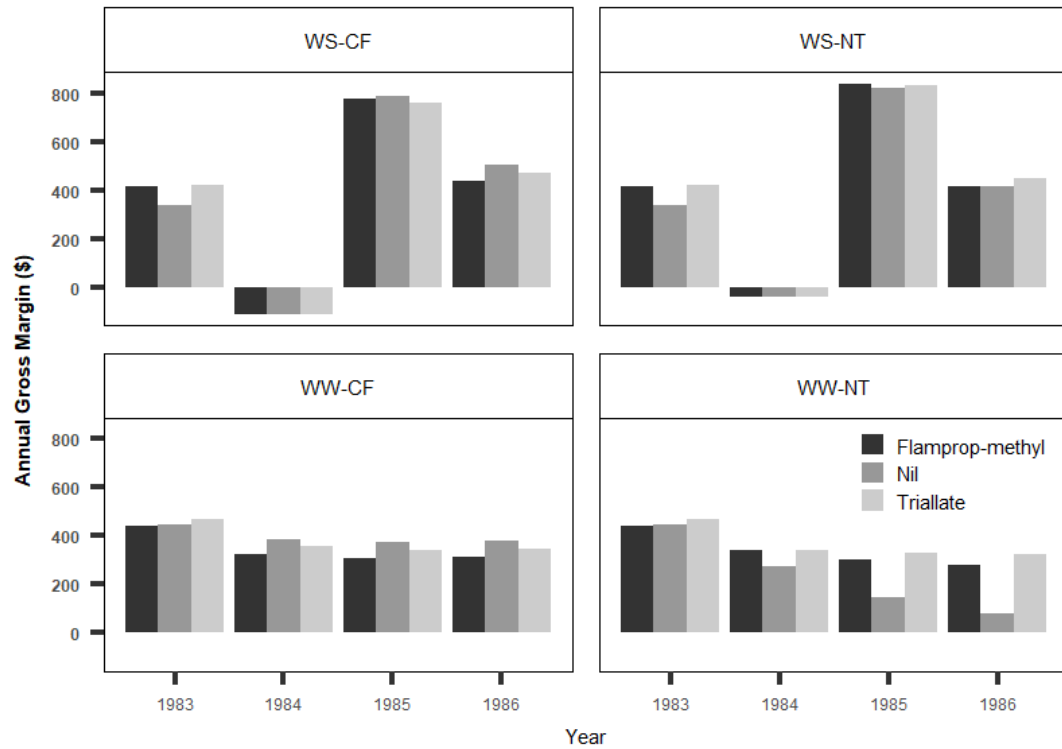 WS-CF
WS-NT
800
600
400
200
0
WW-CF
WW-NT
800
600
400
200
0
Flamprop-methyl
Nil
Triallate
Annual Gross Margin ($)
1983 1984 1985 1986
1983 1984 1985 1986
Year